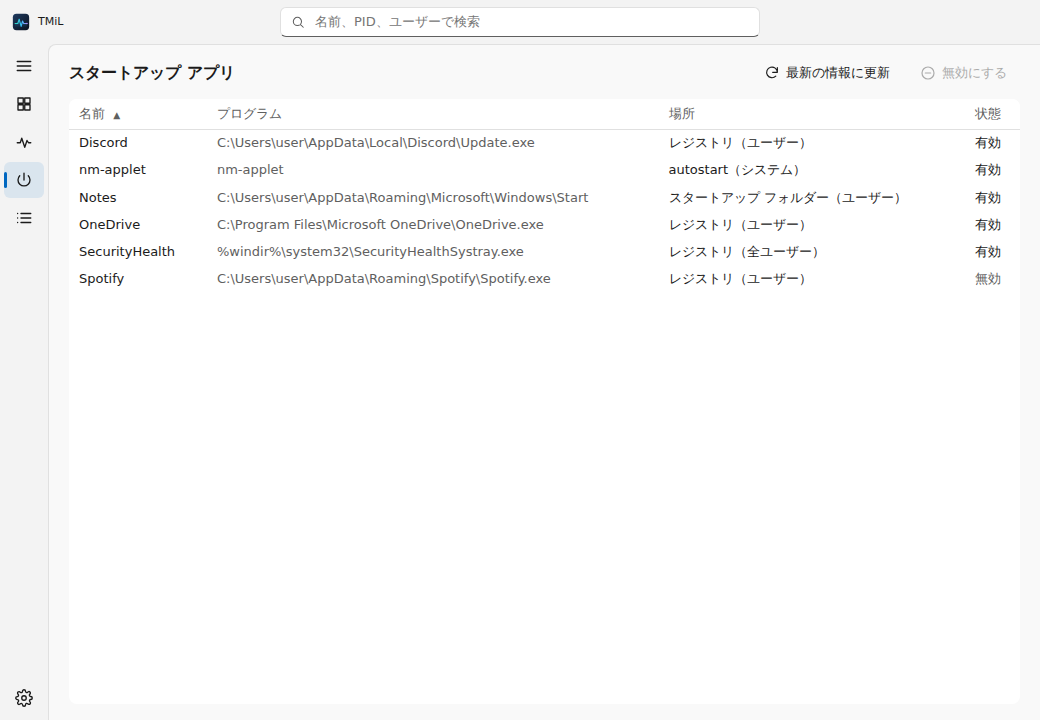 TMiL
名前、PID、ユーザーで検索
スタートアップ アプリ
最新の情報に更新
無効にする
名前 ▲ プログラム 場所 状態
Discord C:\Users\user\AppData\Local\Discord\Update.exe レジストリ（ユーザー） 有効
nm-applet nm-applet autostart（システム） 有効
Notes C:\Users\user\AppData\Roaming\Microsoft\Windows\Start スタートアップ フォルダー（ユーザー） 有効
OneDrive C:\Program Files\Microsoft OneDrive\OneDrive.exe レジストリ（ユーザー） 有効
SecurityHealth %windir%\system32\SecurityHealthSystray.exe レジストリ（全ユーザー） 有効
Spotify C:\Users\user\AppData\Roaming\Spotify\Spotify.exe レジストリ（ユーザー） 無効